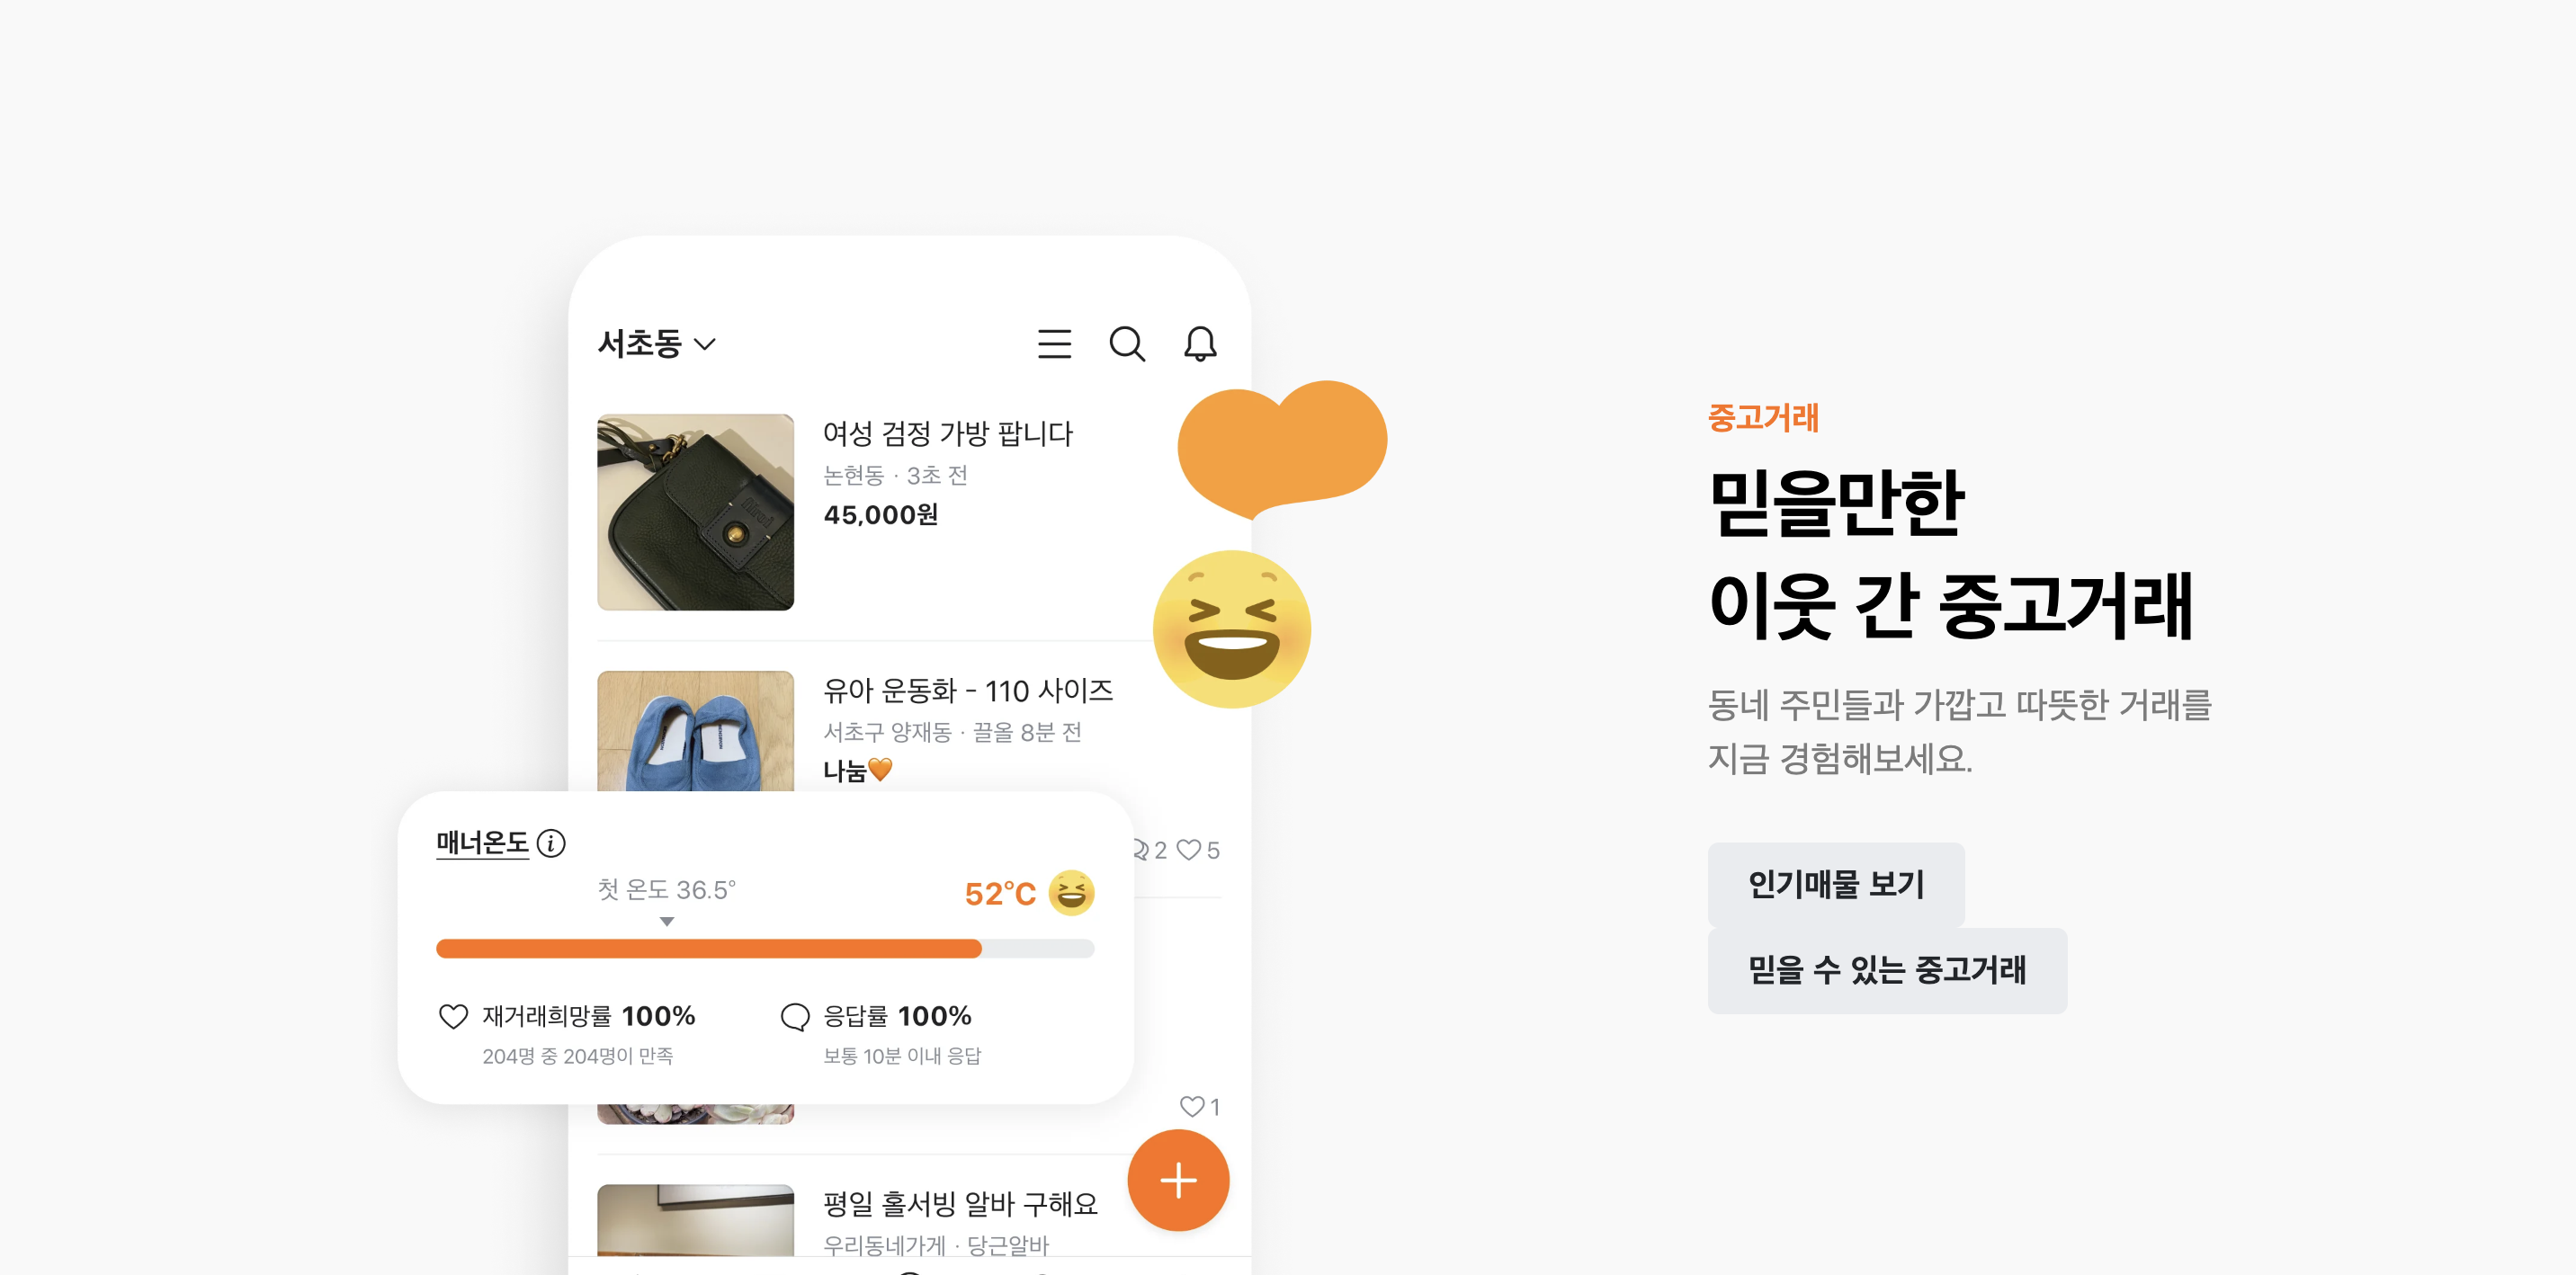 서초동
여성 검정 가방 팝니다
논현동 · 3초 전
45,000원
유아 운동화 - 110 사이즈
서초구 양재동 · 끌올 8분 전
나눔🧡
2 5
매너온도
첫 온도 36.5°
52°C
재거래희망률 100%
204명 중 204명이 만족
응답률 100%
보통 10분 이내 응답
1
평일 홀서빙 알바 구해요
우리동네가게 · 당근알바
중고거래
믿을만한
이웃 간 중고거래
동네 주민들과 가깝고 따뜻한 거래를
지금 경험해보세요.
인기매물 보기
믿을 수 있는 중고거래